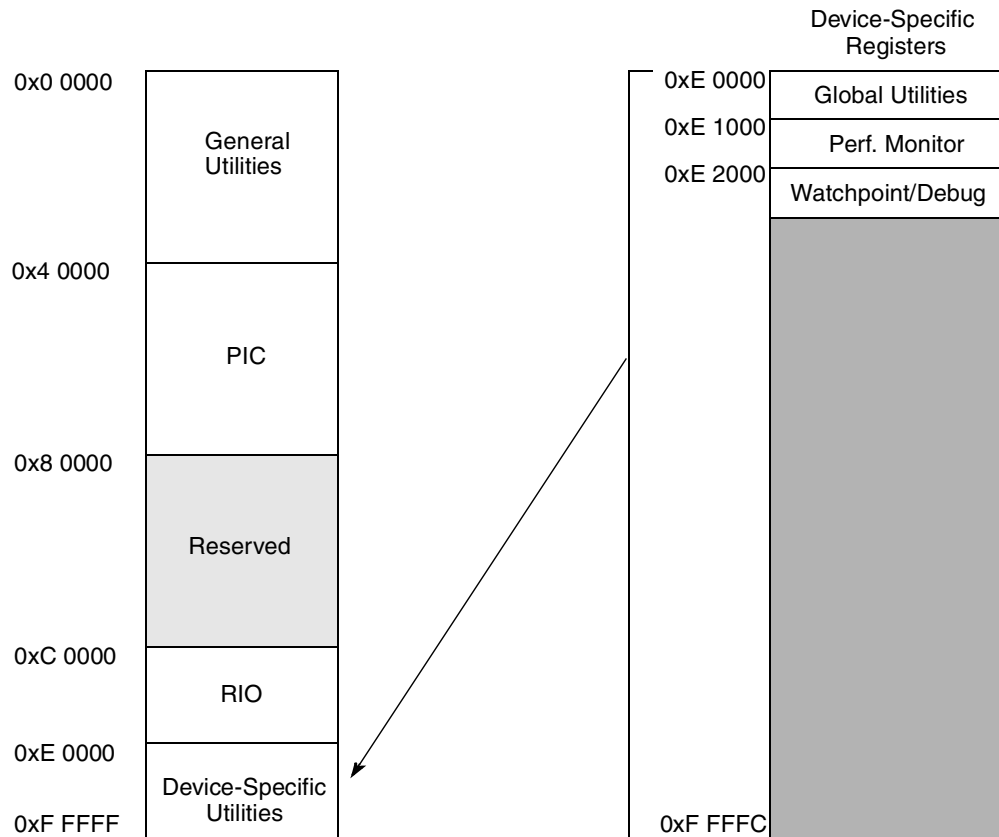 Device-Specific
Registers
0x0 0000
General
Utilities
0x4 0000
PIC
0x8 0000
Reserved
0xC 0000
RIO
0xE 0000
Device-Specific
Utilities
0xF FFFF
0xE 0000
Global Utilities
0xE 1000
Perf. Monitor
0xE 2000
Watchpoint/Debug
0xF FFFC